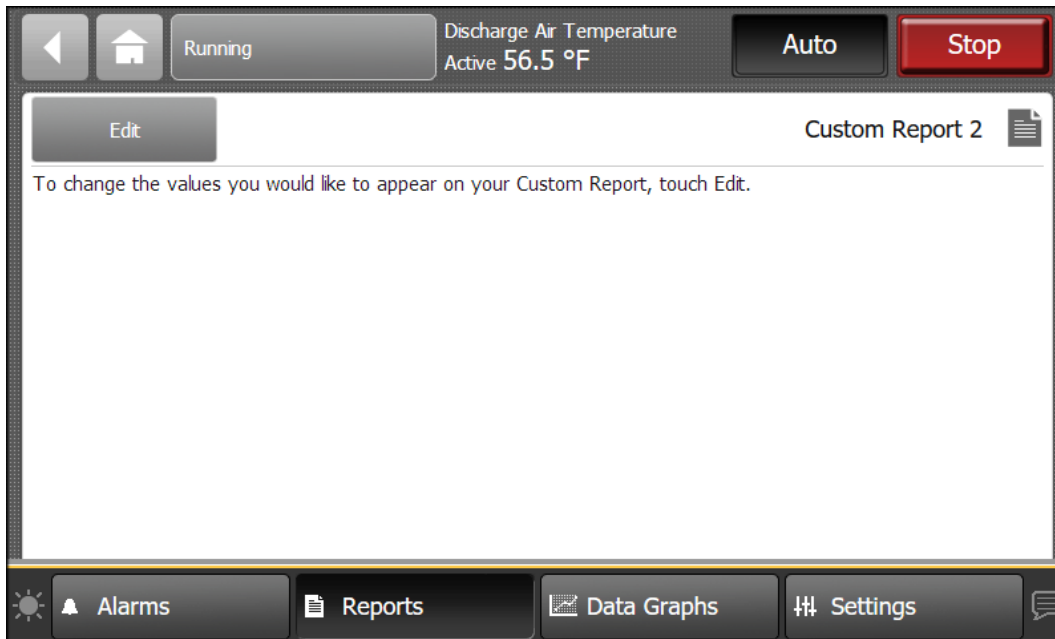 Running
Discharge Air Temperature
Active 56.5 °F
Auto
Stop
Edit
Custom Report 2
To change the values you would like to appear on your Custom Report, touch Edit.
Alarms
Reports
Data Graphs
Settings